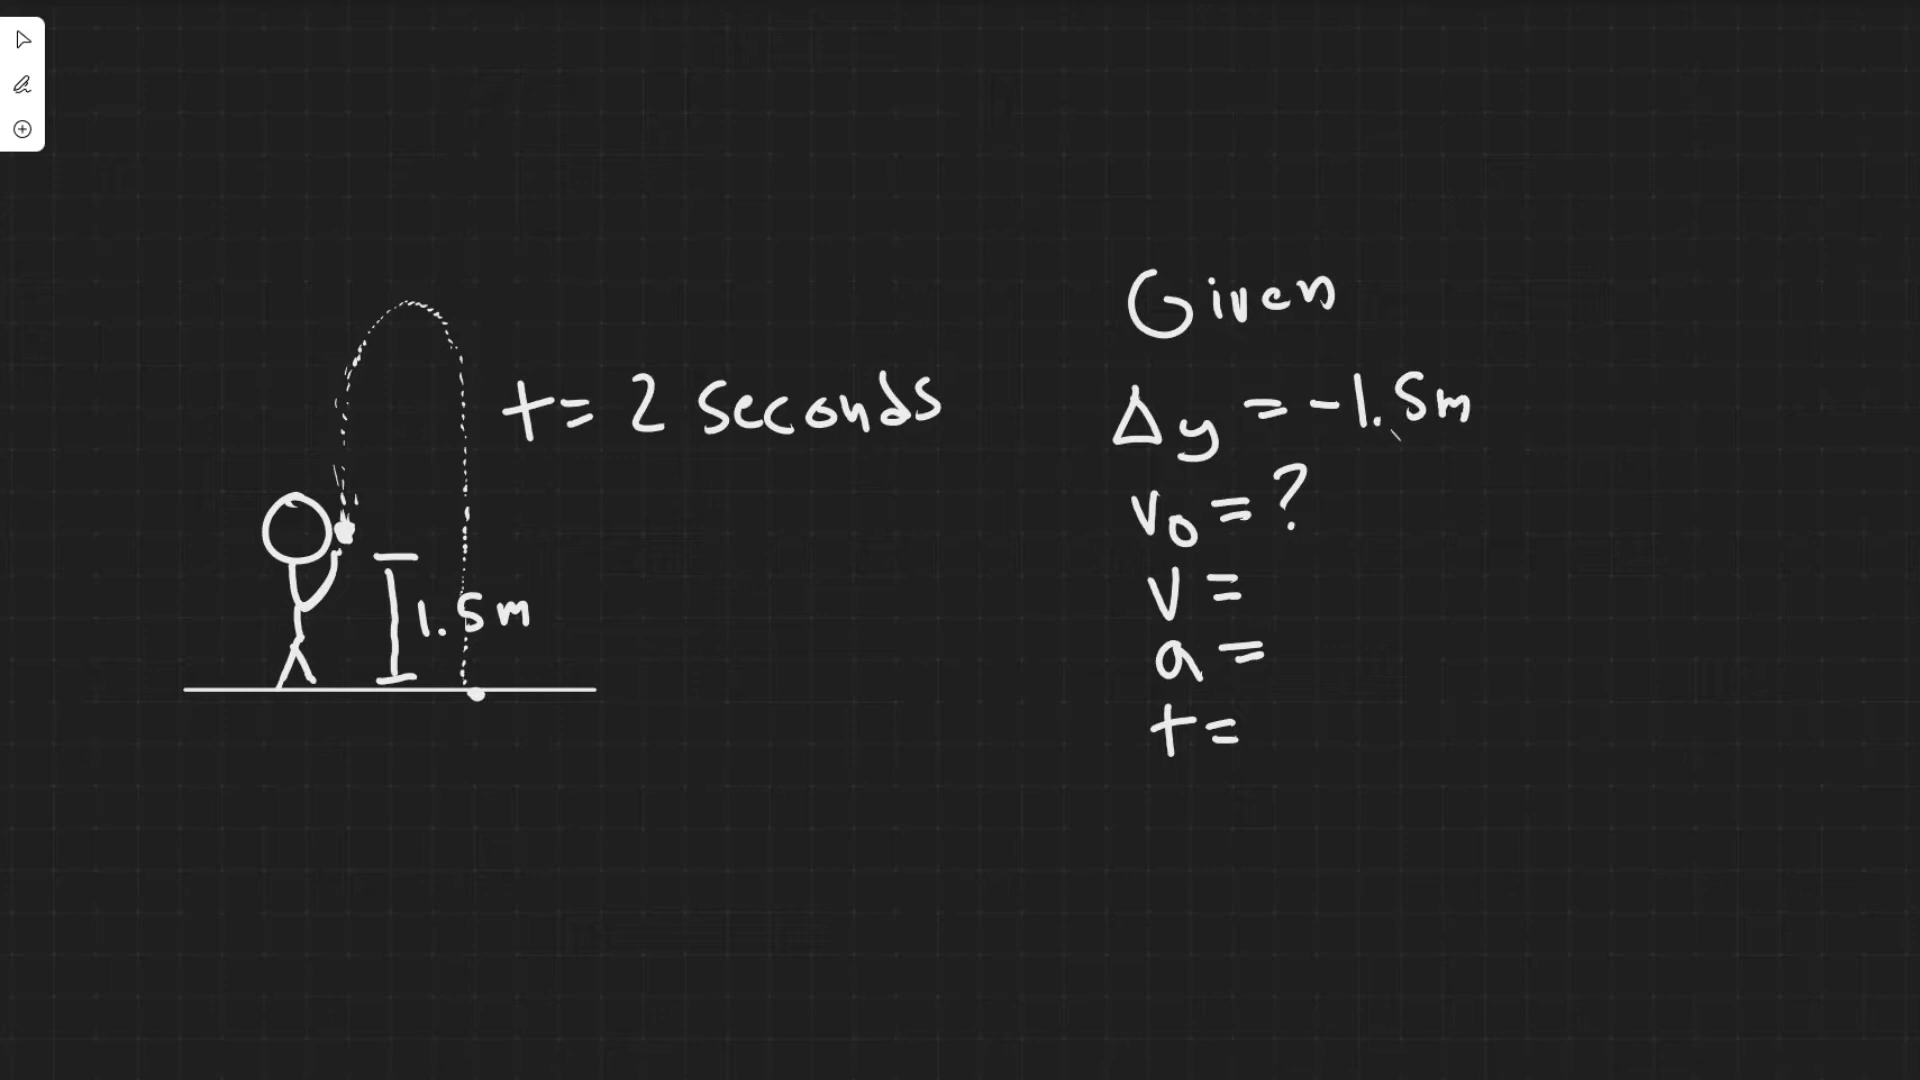 t= 2 seconds
1.5m
Given
Δy = -1.5m
v₀ = ?
v =
a =
t =